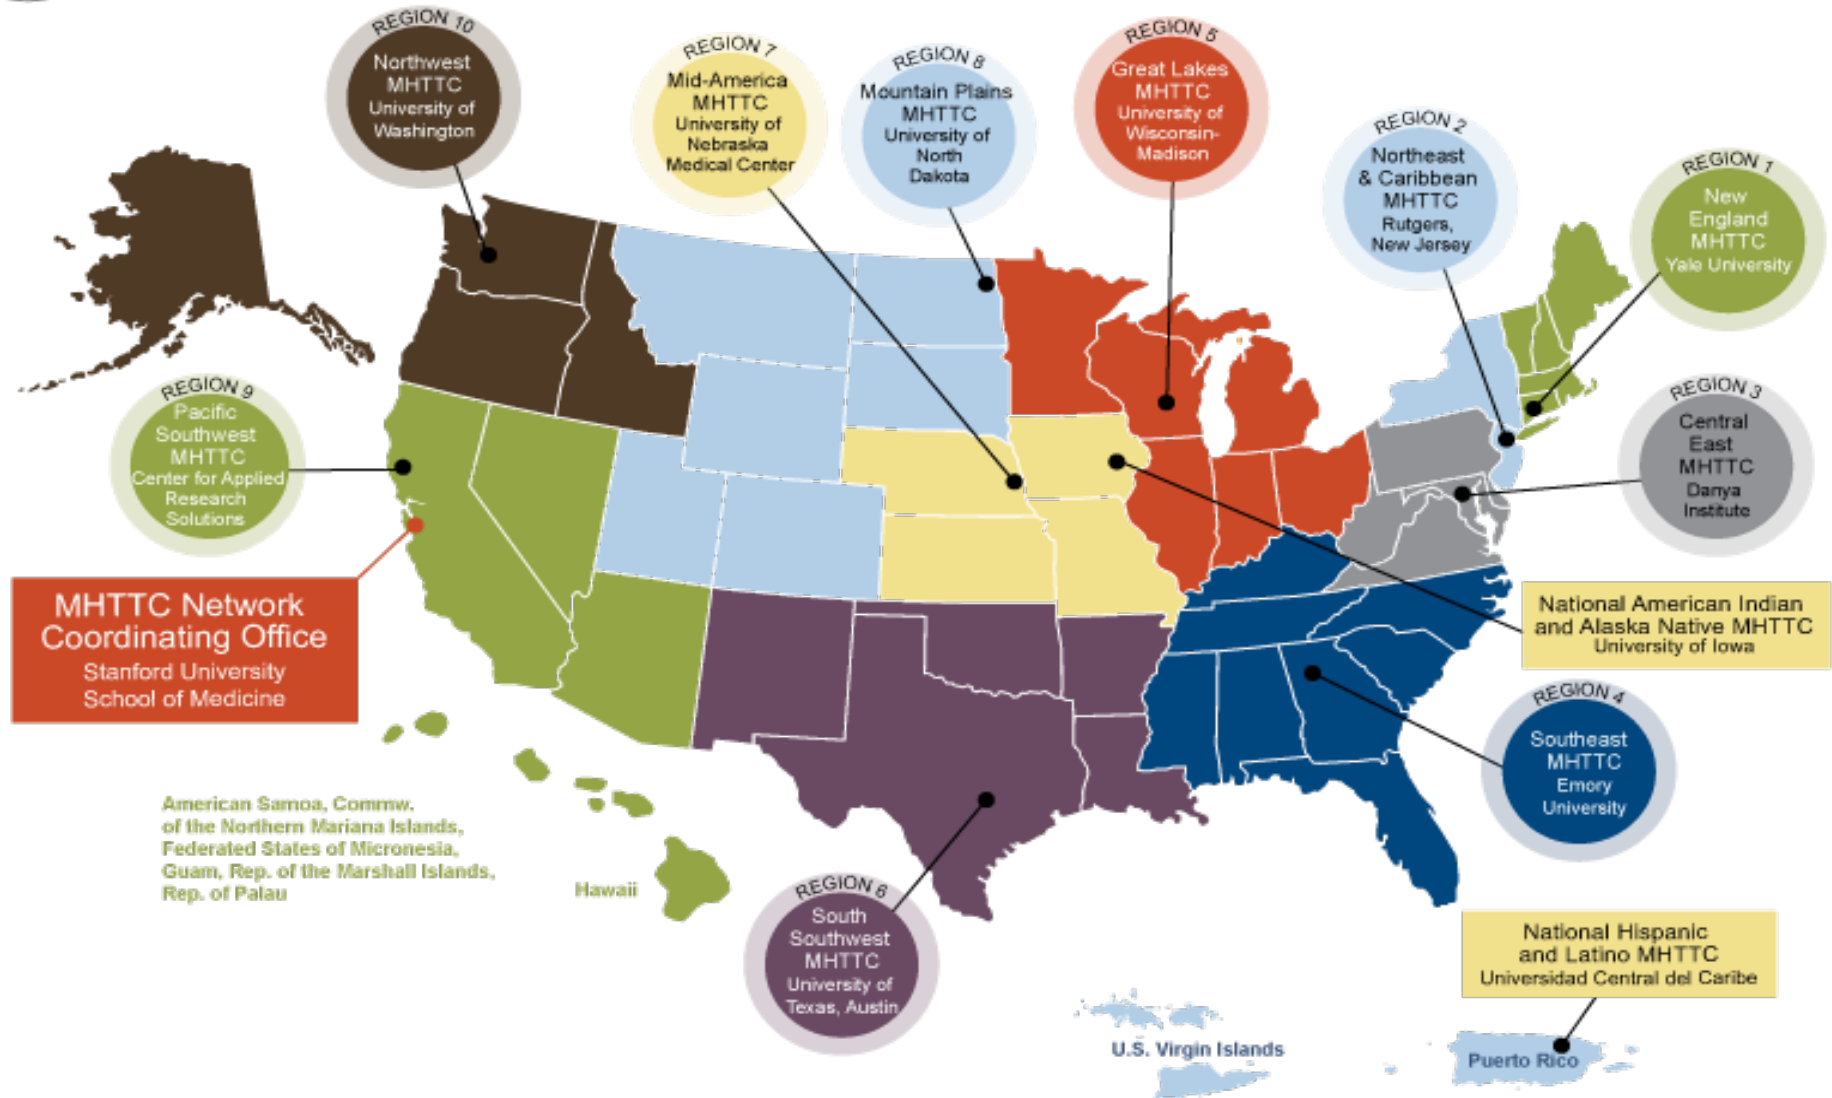 REGION 10
Northwest
MHTTC
University of
Washington
REGION 7
Mid-America
MHTTC
University of
Nebraska
Medical Center
REGION 8
Mountain Plains
MHTTC
University of
North
Dakota
REGION 5
Great Lakes
MHTTC
University of
Wisconsin-
Madison
REGION 2
Northeast
& Caribbean
MHTTC
Rutgers,
New Jersey
REGION 1
New
England
MHTTC
Yale University
REGION 9
Pacific
Southwest
MHTTC
Center for Applied
Research
Solutions
REGION 3
Central
East
MHTTC
Danya
Institute
MHTTC Network
Coordinating Office
Stanford University
School of Medicine
National American Indian
and Alaska Native MHTTC
University of Iowa
REGION 4
Southeast
MHTTC
Emory
University
American Samoa, Commw.
of the Northern Mariana Islands,
Federated States of Micronesia,
Guam, Rep. of the Marshall Islands,
Rep. of Palau
Hawaii
REGION 6
South
Southwest
MHTTC
University of
Texas, Austin
National Hispanic
and Latino MHTTC
Universidad Central del Caribe
U.S. Virgin Islands
Puerto Rico